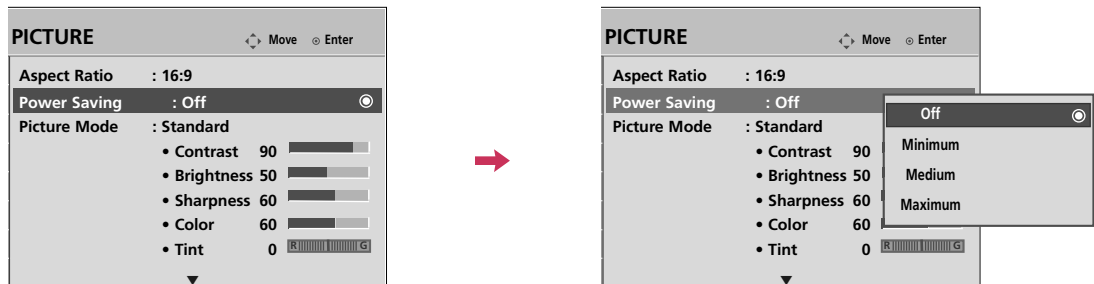 PICTURE Move Enter
Aspect Ratio : 16:9
Power Saving : Off
Picture Mode : Standard
• Contrast 90
• Brightness 50
• Sharpness 60
• Color 60
• Tint 0 R G
PICTURE Move Enter
Aspect Ratio : 16:9
Power Saving : Off
Picture Mode : Standard
• Contrast 90
• Brightness 50
• Sharpness 60
• Color 60
• Tint 0 R G
Off
Minimum
Medium
Maximum